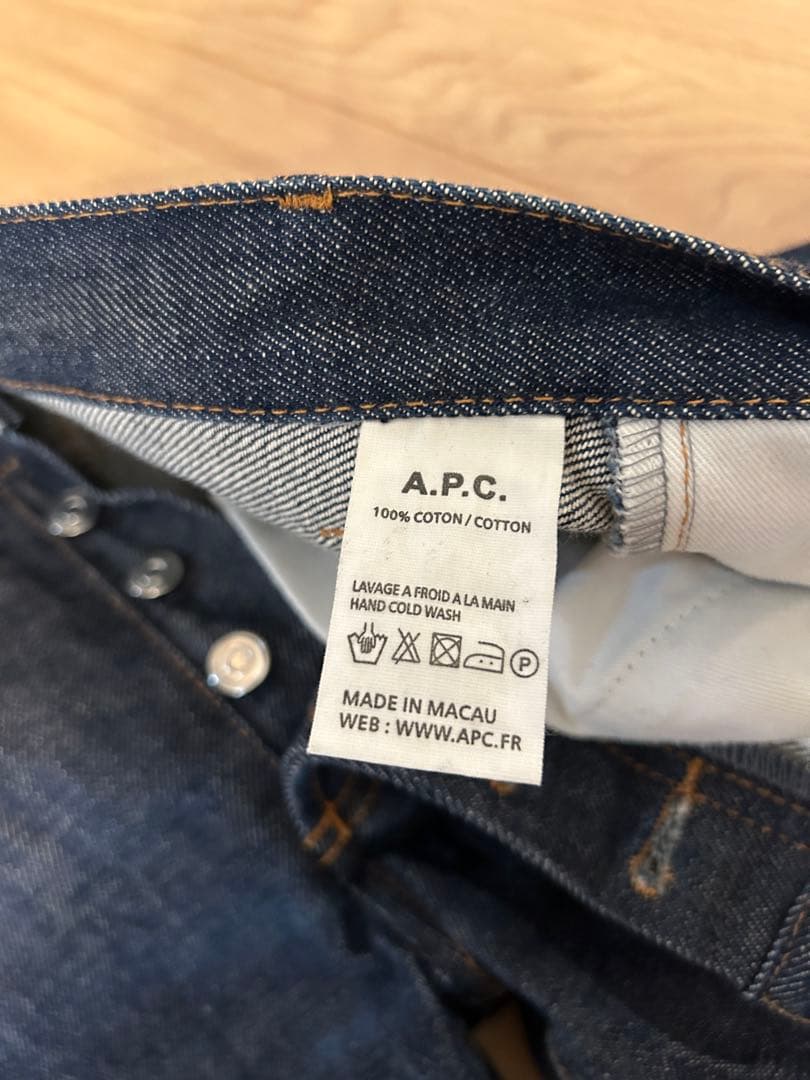 A.P.C.
100% COTON / COTTON
LAVAGE A FROID A LA MAIN
HAND COLD WASH
P
MADE IN MACAU
WEB : WWW.APC.FR